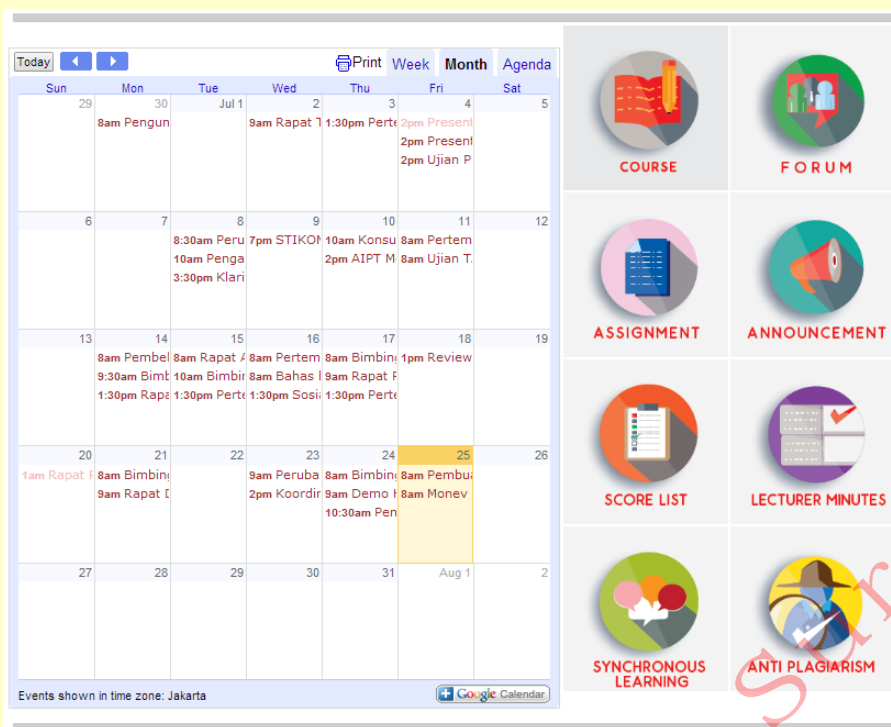 Today Print Week Month Agenda
Sun Mon Tue Wed Thu Fri Sat
29 30 Jul 1 2 3 4 5
8am Pengun 9am Rapat T 1:30pm Perte 2pm Present
2pm Present
2pm Ujian P
6 7 8 9 10 11 12
8:30am Peru 7pm STIKOM 10am Konsu 8am Pertem
10am Penga 2pm AIPT M 8am Ujian T.
3:30pm Klari
13 14 15 16 17 18 19
8am Pembel 8am Rapat A 8am Pertem 8am Bimbing 1pm Review
9:30am Bimb 10am Bimbin 8am Bahas 9am Rapat P
1:30pm Rapa 1:30pm Perte 1:30pm Sosia 1:30pm Perte
20 21 22 23 24 25 26
1am Rapat 8am Bimbing 9am Peruba 8am Bimbing 8am Pembua
9am Rapat D 2pm Koordin 9am Demo 8am Monev
10:30am Pen
27 28 29 30 31 Aug 1 2
Events shown in time zone: Jakarta
Google Calendar
COURSE
FORUM
ASSIGNMENT
ANNOUNCEMENT
SCORE LIST
LECTURER MINUTES
SYNCHRONOUS
LEARNING
ANTI PLAGIARISM
Sur